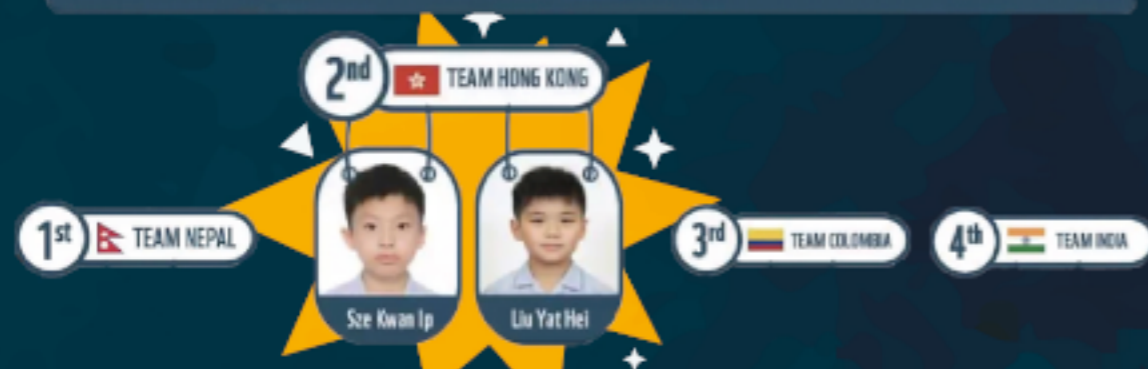 2nd TEAM HONG KONG
Sze Kwan Ip
Liu Yat Hei
1st TEAM NEPAL
3rd TEAM COLOMBIA
4th TEAM INDIA